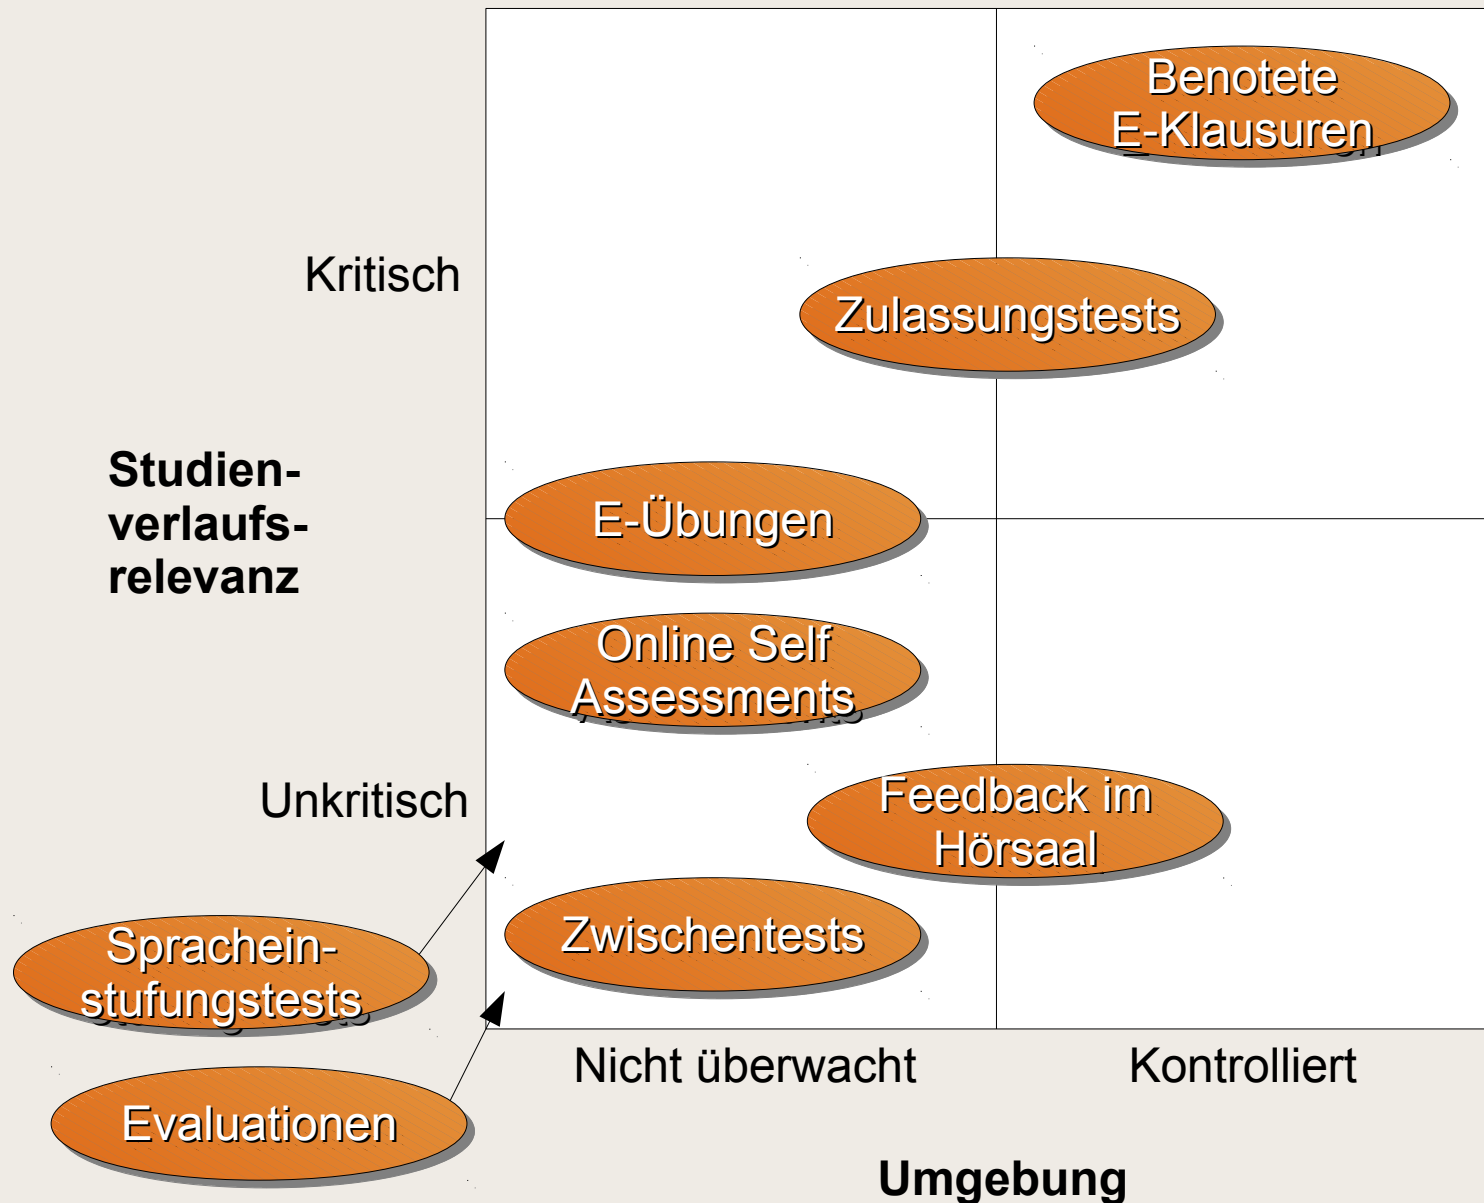 Benotete
E-Klausuren
Kritisch
Zulassungstests
Studien-
verlaufs-
relevanz
E-Übungen
Online Self
Assessments
Unkritisch
Feedback im
Hörsaal
Zwischentests
Sprachein-
stufungstests
Evaluationen
Nicht überwacht
Kontrolliert
Umgebung